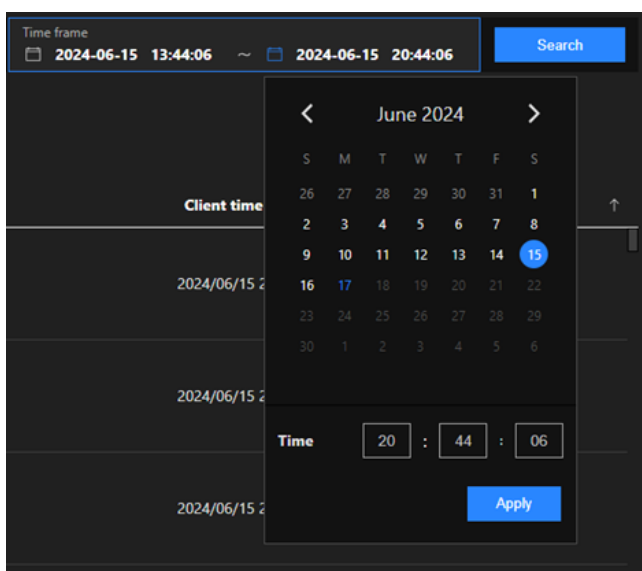 Time frame
2024-06-15 13:44:06 ~ 2024-06-15 20:44:06
Search
June 2024
S M T W T F S
26 27 28 29 30 31 1
2 3 4 5 6 7 8
9 10 11 12 13 14 15
16 17 18 19 20 21 22
23 24 25 26 27 28 29
30 1 2 3 4 5 6
Time 20 : 44 : 06
Apply
Client time
2024/06/15 2
2024/06/15 2
2024/06/15 2